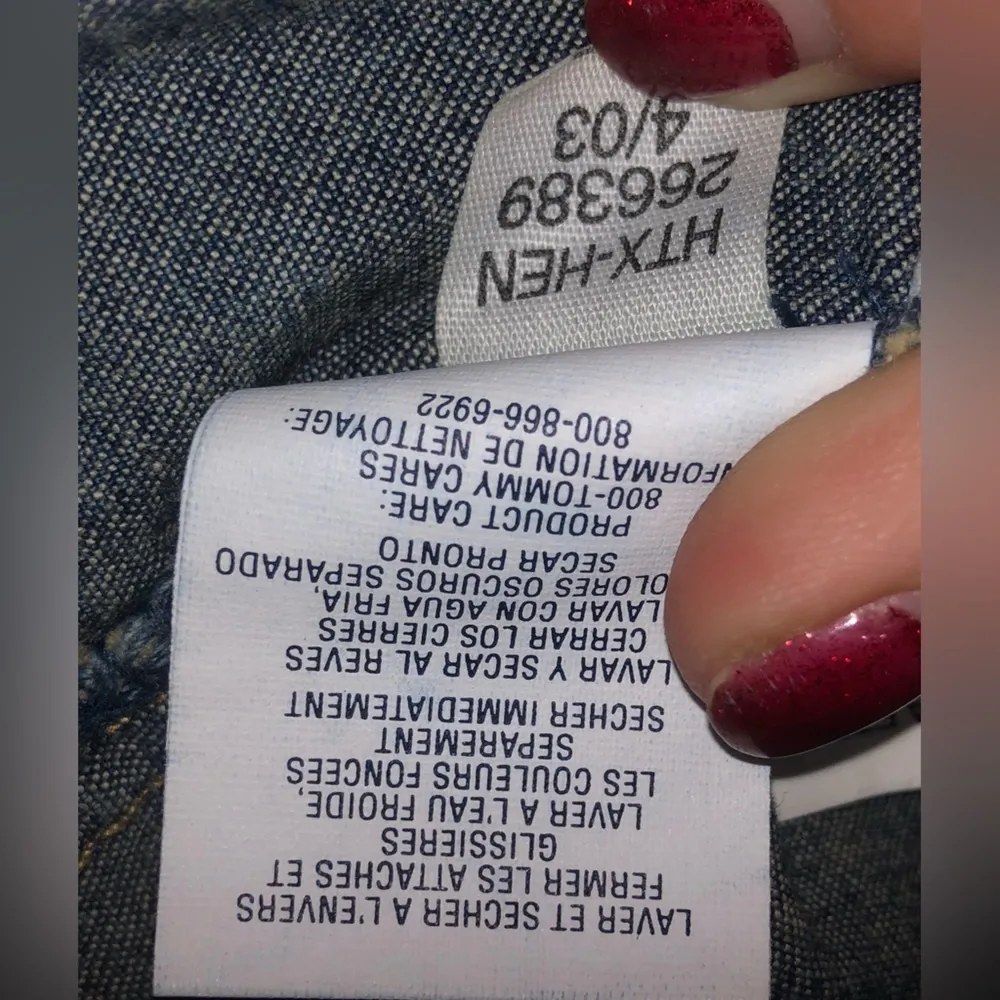 LAVER ET SECHER A L'ENVERS
FERMER LES ATTACHES ET
GLISSIERES
LAVER A L'EAU FROIDE,
LES COULEURS FONCEES
SEPAREMENT
SECHER IMMEDIATEMENT
LAVAR Y SECAR AL REVES
CERRAR LOS CIERRES
LAVAR CON AGUA FRIA,
OLORES OSCUROS SEPARADO
SECAR PRONTO
PRODUCT CARE:
800-TOMMY CARES
NFORMATION DE NETTOYAGE:
800-866-6922
HTX-HEN
266389
4/03